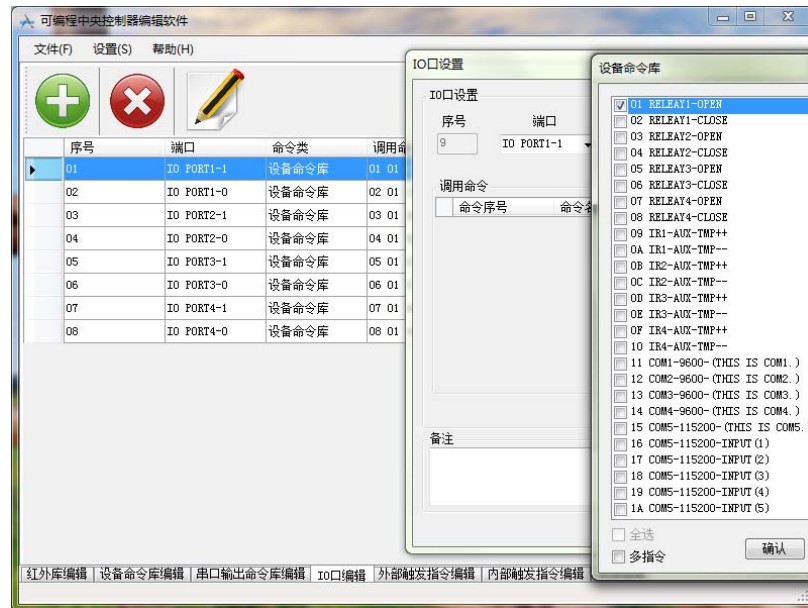 可编程中央控制器编辑软件
文件(F) 设置(S) 帮助(H)
序号 端口 命令类 调用命
01 IO PORT1-1 设备命令库 01 01
02 IO PORT1-0 设备命令库 02 01
03 IO PORT2-1 设备命令库 03 01
04 IO PORT2-0 设备命令库 04 01
05 IO PORT3-1 设备命令库 05 01
06 IO PORT3-0 设备命令库 06 01
07 IO PORT4-1 设备命令库 07 01
08 IO PORT4-0 设备命令库 08 01
红外库编辑 设备命令库编辑 串口输出命令库编辑 IO口编辑 外部触发指令编辑 内部触发指令编辑
IO口设置
IO口设置
序号 端口
9 IO PORT1-1
调用命令
命令序号 命令名
备注
设备命令库
01 RELEAY1-OPEN
02 RELEAY1-CLOSE
03 RELEAY2-OPEN
04 RELEAY2-CLOSE
05 RELEAY3-OPEN
06 RELEAY3-CLOSE
07 RELEAY4-OPEN
08 RELEAY4-CLOSE
09 IR1-AUX-TMP++
0A IR1-AUX-TMP--
0B IR2-AUX-TMP++
0C IR2-AUX-TMP--
0D IR3-AUX-TMP++
0E IR3-AUX-TMP--
0F IR4-AUX-TMP++
10 IR4-AUX-TMP--
11 COM1-9600-(THIS IS COM1.)
12 COM2-9600-(THIS IS COM2.)
13 COM3-9600-(THIS IS COM3.)
14 COM4-9600-(THIS IS COM4.)
15 COM5-115200-(THIS IS COM5.
16 COM5-115200-INPUT(1)
17 COM5-115200-INPUT(2)
18 COM5-115200-INPUT(3)
19 COM5-115200-INPUT(4)
1A COM5-115200-INPUT(5)
全选
多指令
确认